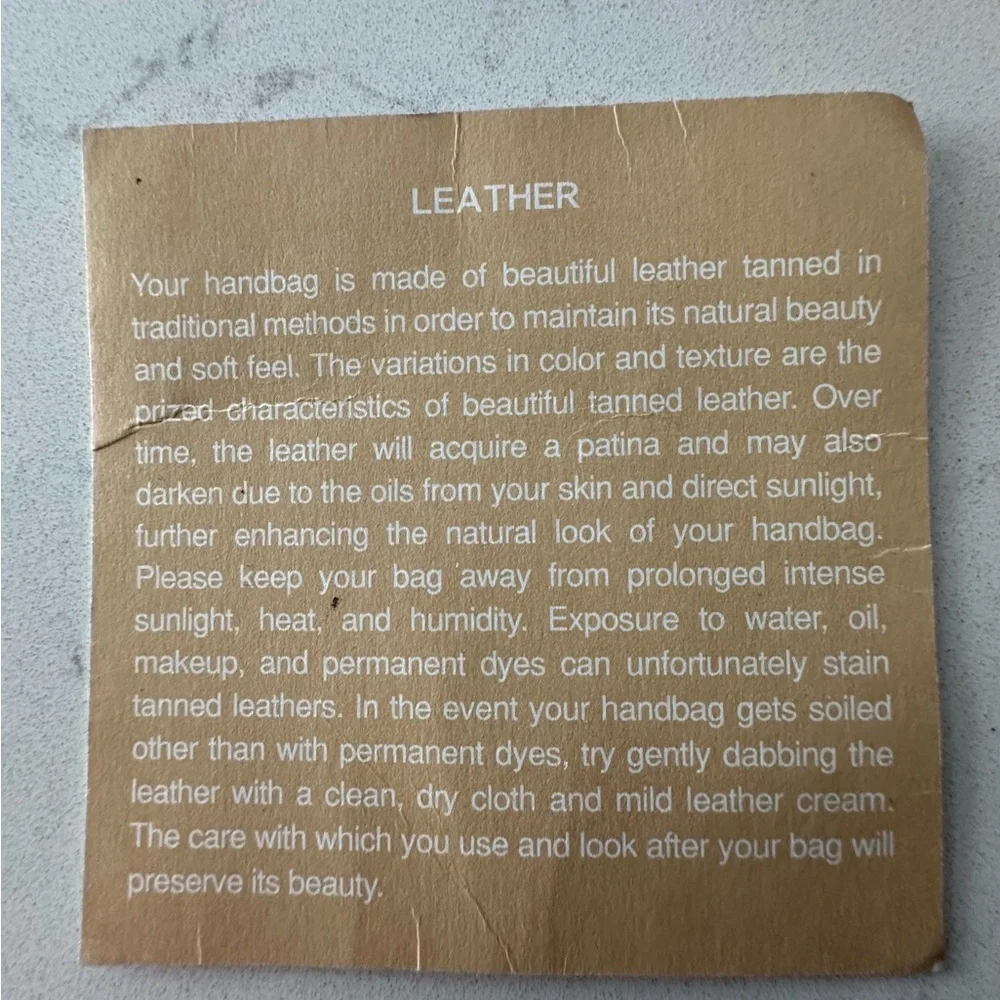 LEATHER
Your handbag is made of beautiful leather tanned in
traditional methods in order to maintain its natural beauty
and soft feel. The variations in color and texture are the
prized characteristics of beautiful tanned leather. Over
time, the leather will acquire a patina and may also
darken due to the oils from your skin and direct sunlight,
further enhancing the natural look of your handbag.
Please keep your bag away from prolonged intense
sunlight, heat, and humidity. Exposure to water, oil,
makeup, and permanent dyes can unfortunately stain
tanned leathers. In the event your handbag gets soiled
other than with permanent dyes, try gently dabbing the
leather with a clean, dry cloth and mild leather cream.
The care with which you use and look after your bag will
preserve its beauty.